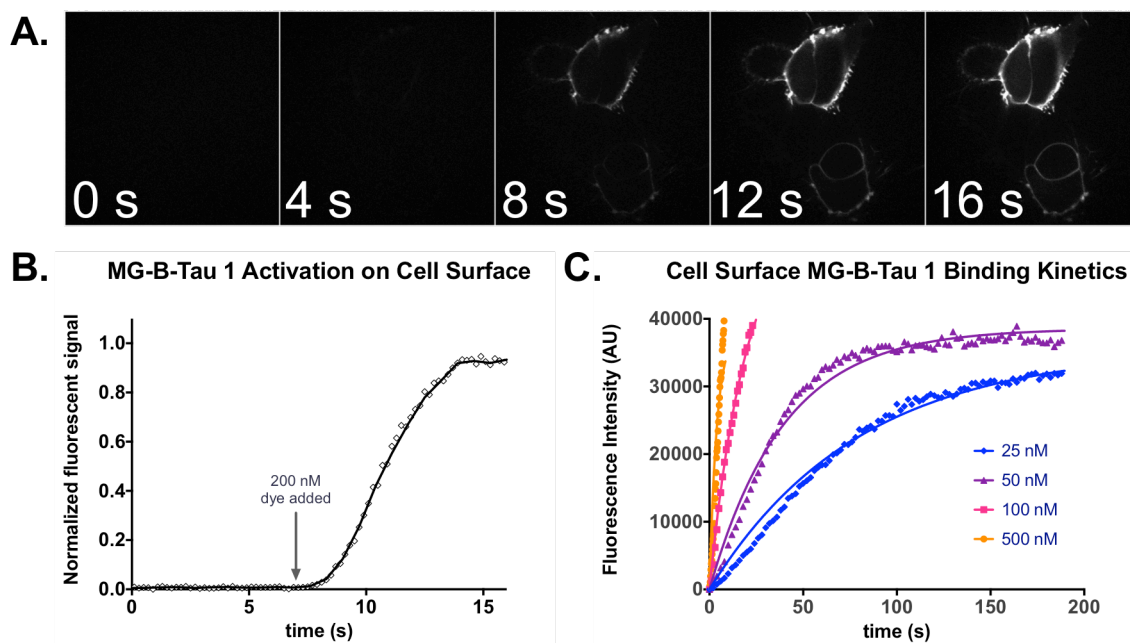 A.
0 s
4 s
8 s
12 s
16 s
B.
MG-B-Tau 1 Activation on Cell Surface
Normalized fluorescent signal
1.0
0.8
0.6
0.4
0.2
0.0
200 nM
dye added
0
5
10
15
time (s)
C.
Cell Surface MG-B-Tau 1 Binding Kinetics
Fluorescence Intensity (AU)
40000
30000
20000
10000
0
25 nM
50 nM
100 nM
500 nM
0
50
100
150
200
time (s)